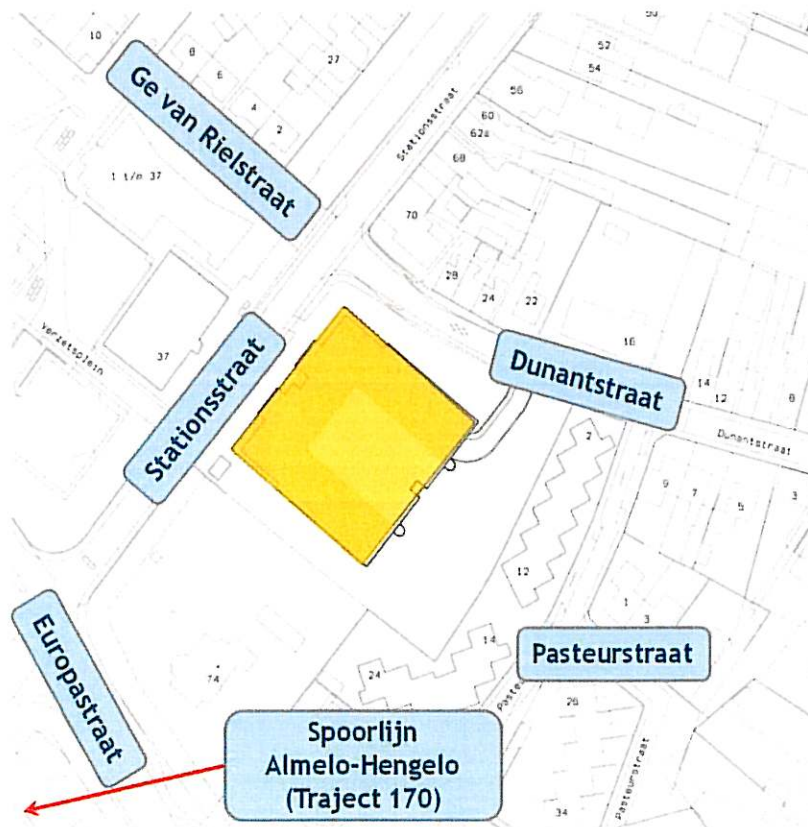 50
10
8
6
27
52
54
Ge van Rielstraat
4
2
Stationsstraat
56
60
62a
68
1 t/m 37
70
28
24
22
16
Verzetsplein
37
Stationsstraat
Dunantstraat
14
12
8
Dunantstraat
2
9
7
5
3
12
1
3
Europastraat
14
Pasteurstraat
74
24
26
Spoorlijn
Almelo-Hengelo
(Traject 170)
Pasteurstraat
34